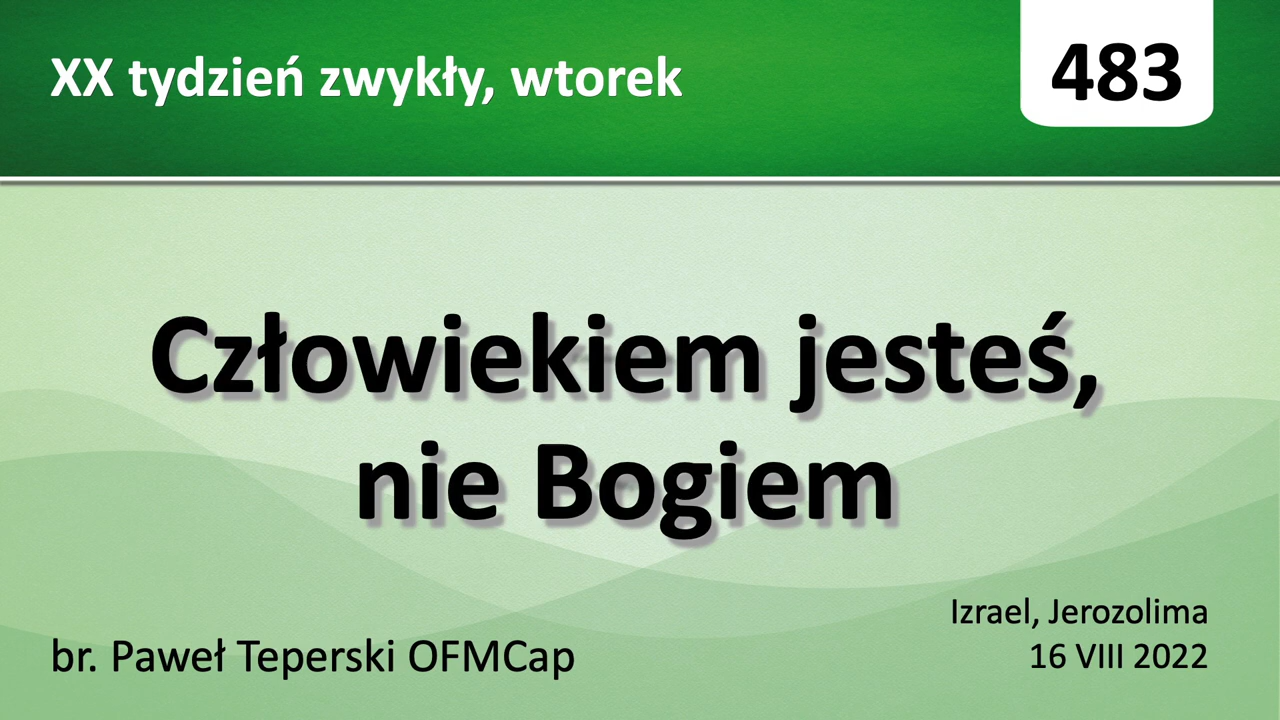 XX tydzień zwykły, wtorek
483
Człowiekiem jesteś,
nie Bogiem
Izrael, Jerozolima
br. Paweł Teperski OFMCap
16 VIII 2022